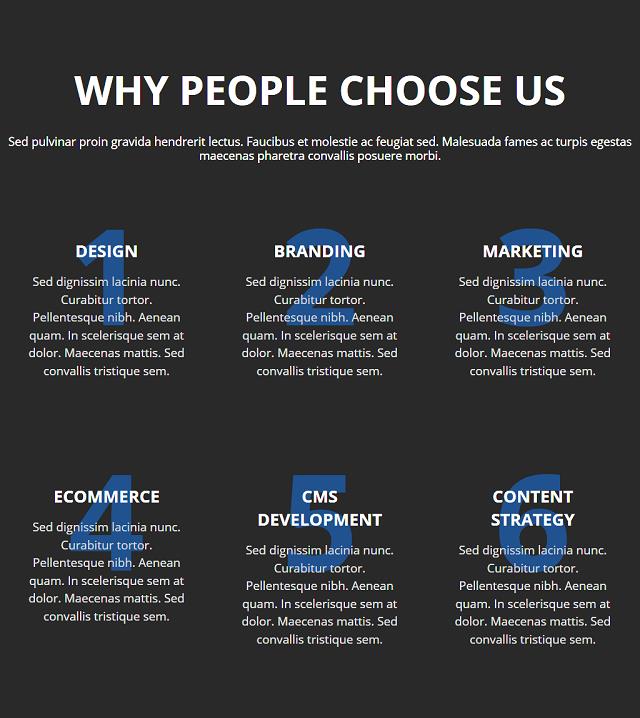 WHY PEOPLE CHOOSE US
Sed pulvinar proin gravida hendrerit lectus. Faucibus et molestie ac feugiat sed. Malesuada fames ac turpis egestas
maecenas pharetra convallis posuere morbi.
1
DESIGN
Sed dignissim lacinia nunc.
Curabitur tortor.
Pellentesque nibh. Aenean
quam. In scelerisque sem at
dolor. Maecenas mattis. Sed
convallis tristique sem.
2
BRANDING
Sed dignissim lacinia nunc.
Curabitur tortor.
Pellentesque nibh. Aenean
quam. In scelerisque sem at
dolor. Maecenas mattis. Sed
convallis tristique sem.
3
MARKETING
Sed dignissim lacinia nunc.
Curabitur tortor.
Pellentesque nibh. Aenean
quam. In scelerisque sem at
dolor. Maecenas mattis. Sed
convallis tristique sem.
4
ECOMMERCE
Sed dignissim lacinia nunc.
Curabitur tortor.
Pellentesque nibh. Aenean
quam. In scelerisque sem at
dolor. Maecenas mattis. Sed
convallis tristique sem.
5
CMS
DEVELOPMENT
Sed dignissim lacinia nunc.
Curabitur tortor.
Pellentesque nibh. Aenean
quam. In scelerisque sem at
dolor. Maecenas mattis. Sed
convallis tristique sem.
6
CONTENT
STRATEGY
Sed dignissim lacinia nunc.
Curabitur tortor.
Pellentesque nibh. Aenean
quam. In scelerisque sem at
dolor. Maecenas mattis. Sed
convallis tristique sem.